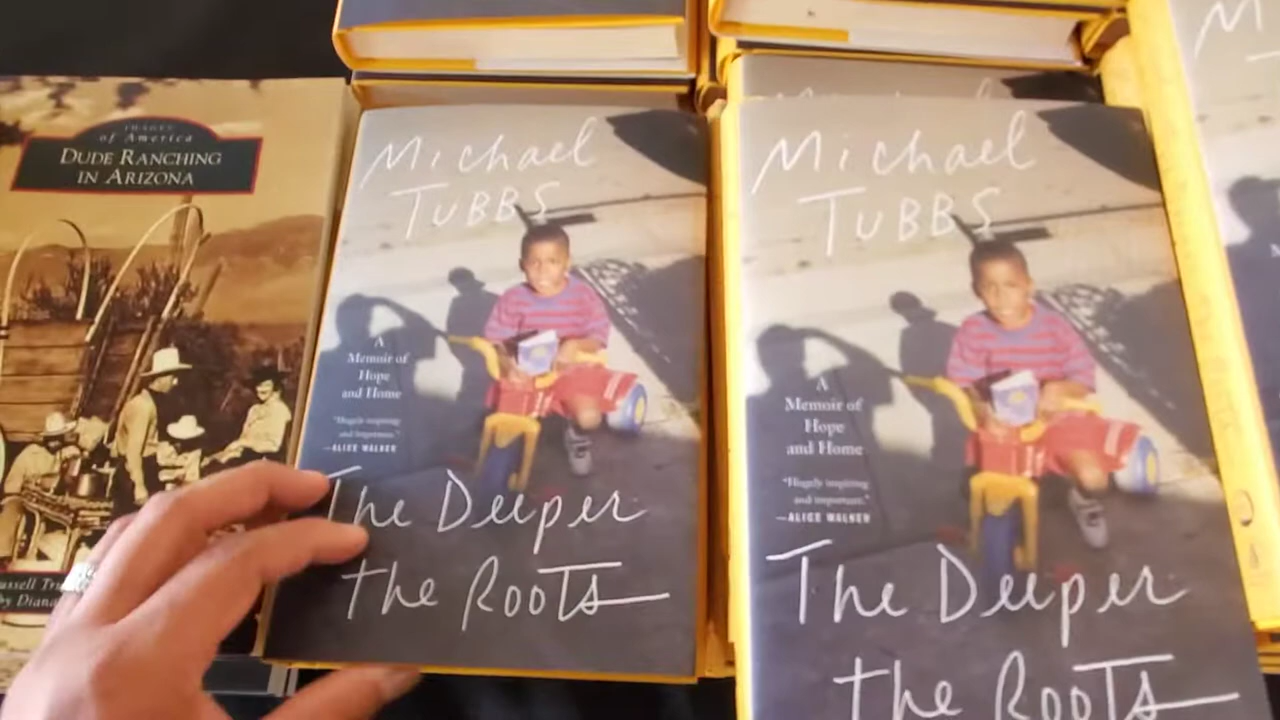 IMAGES
of America
DUDE RANCHING
IN ARIZONA
Michael
TUBBS
A
Memoir of
Hope
and Home
"Hugely inspiring
and important."
—ALICE WALKER
The Deeper
the Roots
Michael
TUBBS
A
Memoir of
Hope
and Home
"Hugely inspiring
and important."
—ALICE WALKER
The Deeper
the Roots
M